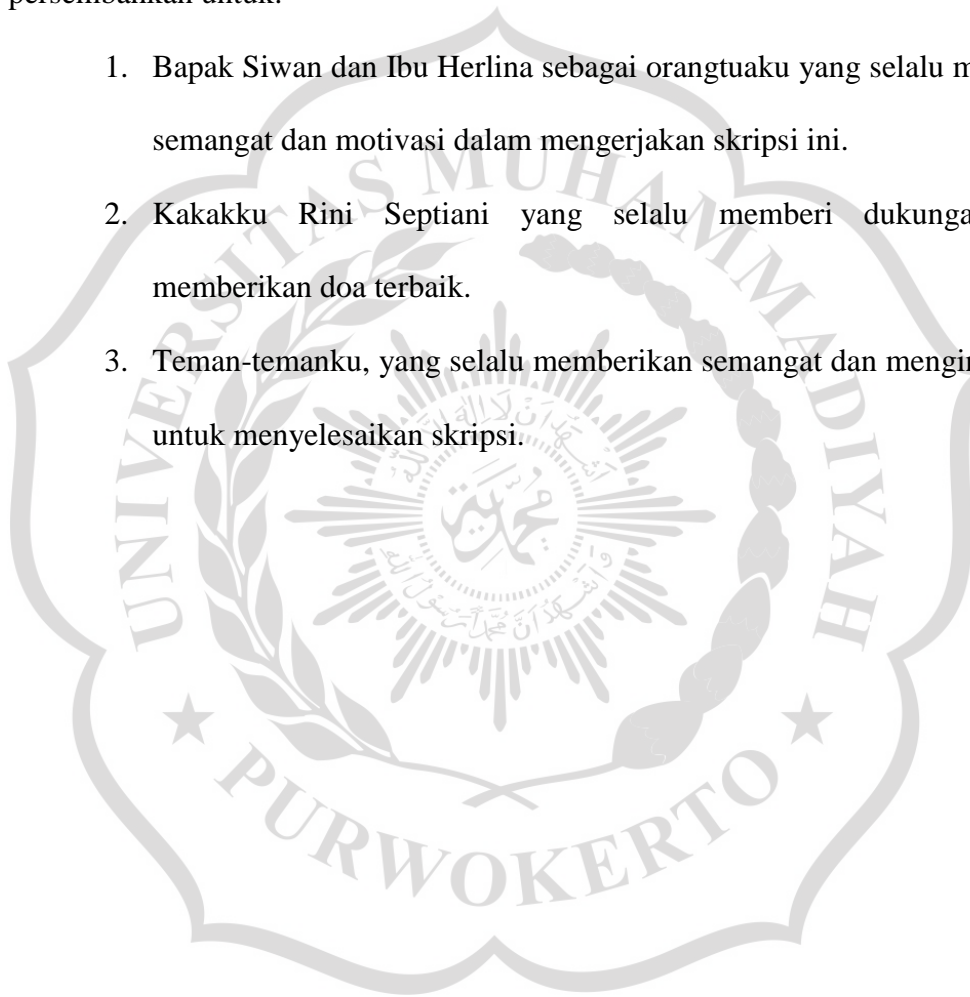 persembahkan untuk:
1. Bapak Siwan dan Ibu Herlina sebagai orangtuaku yang selalu
semangat dan motivasi dalam mengerjakan skripsi ini.
2. Kakakku Rini Septiani yang selalu memberi
memberikan doa terbaik.
3. Teman-temanku, yang selalu memberikan semangat dan
untuk menyelesaikan skripsi.
UNIVERSITAS MUHAMMADIYAH
PURWOKERTO